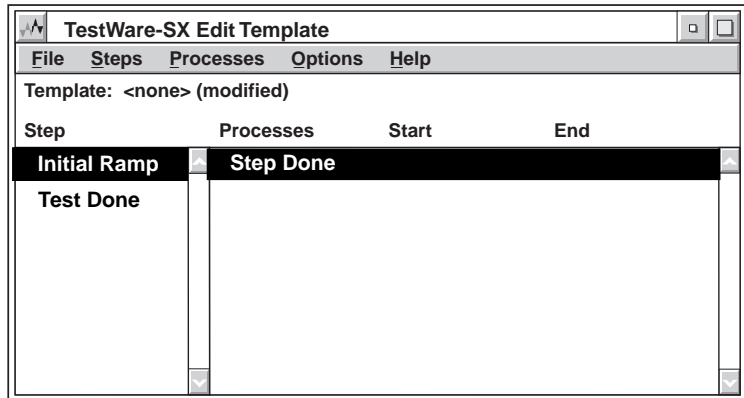 TestWare-SX Edit Template
File Steps Processes Options Help
Template: <none> (modified)
Step Processes Start End
Initial Ramp Step Done
Test Done